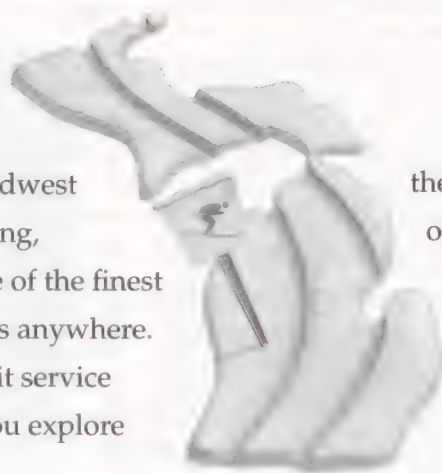 dwest the
ng, o
e of the finest
s anywhere.
it service
ou explore